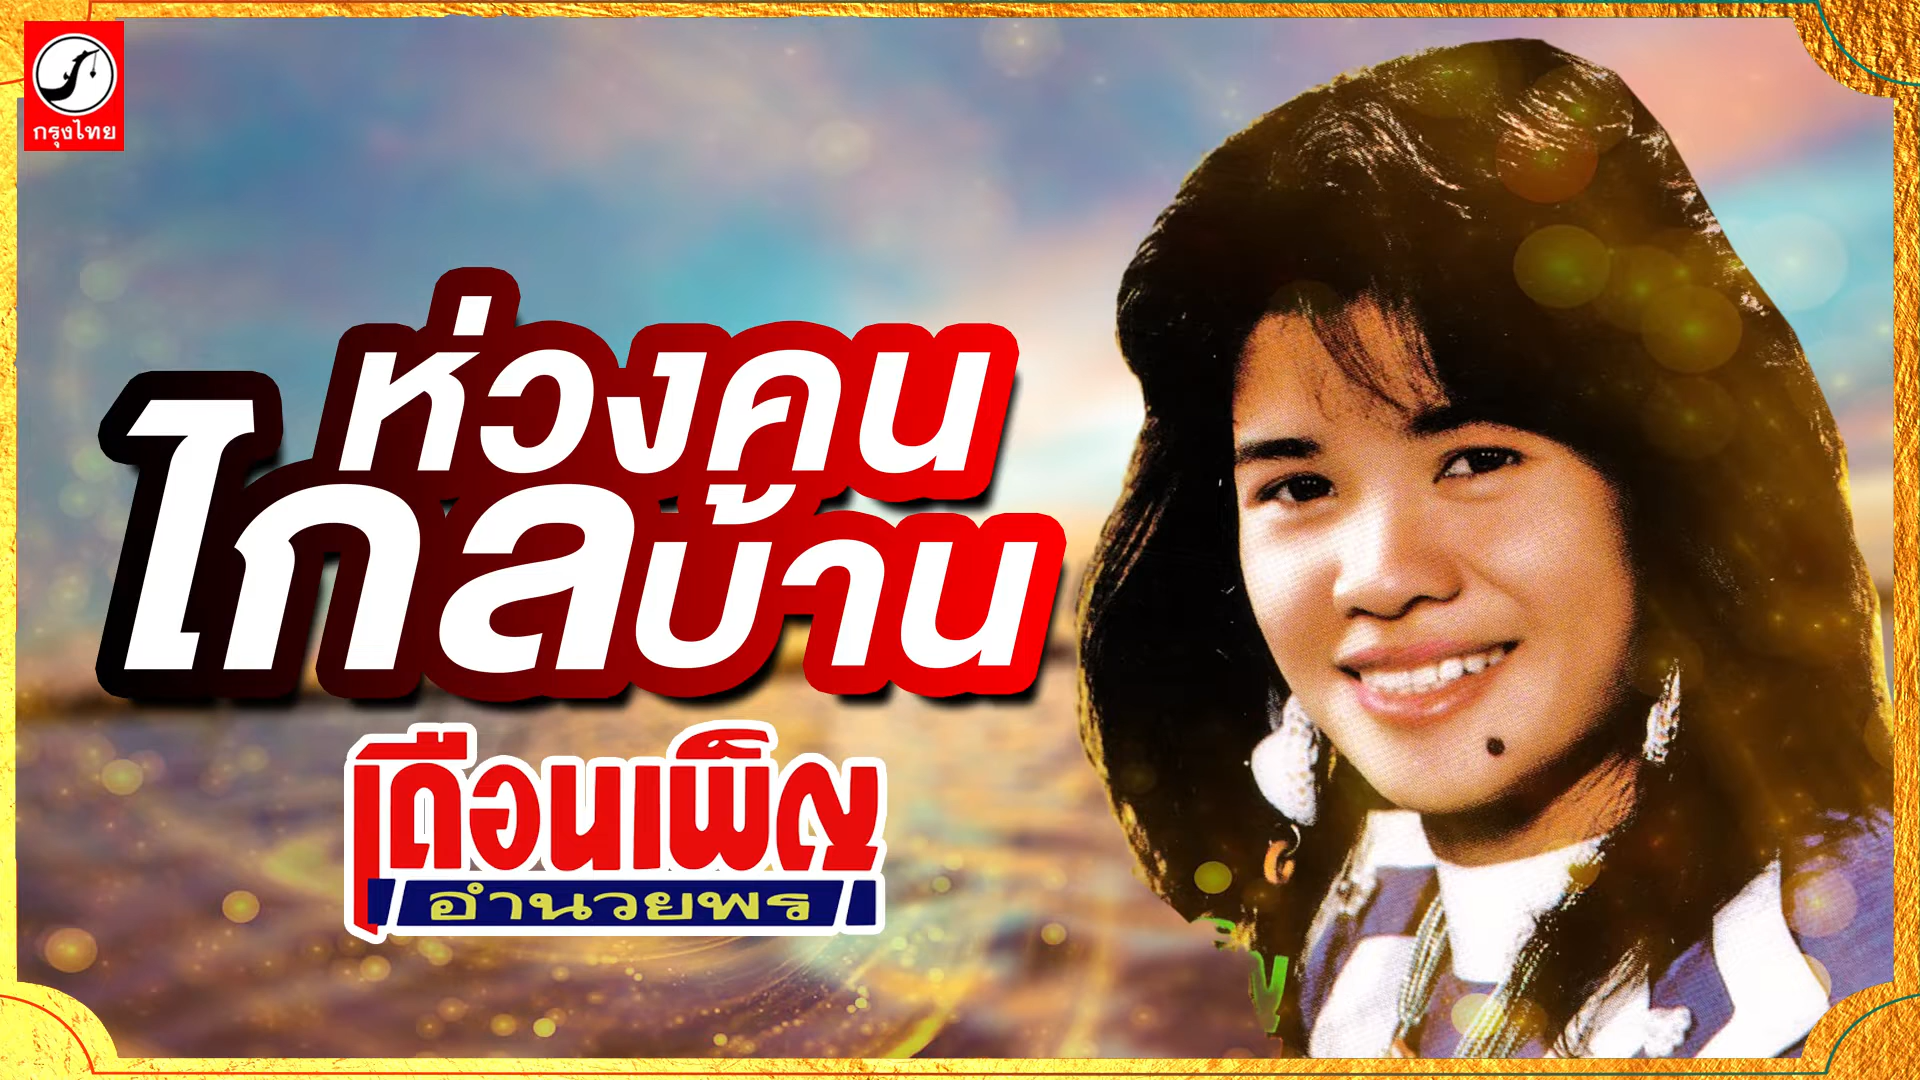 กรุงไทย
ห่วงคน
ไกลบ้าน
เดือนเพ็ญ
อำนวยพร